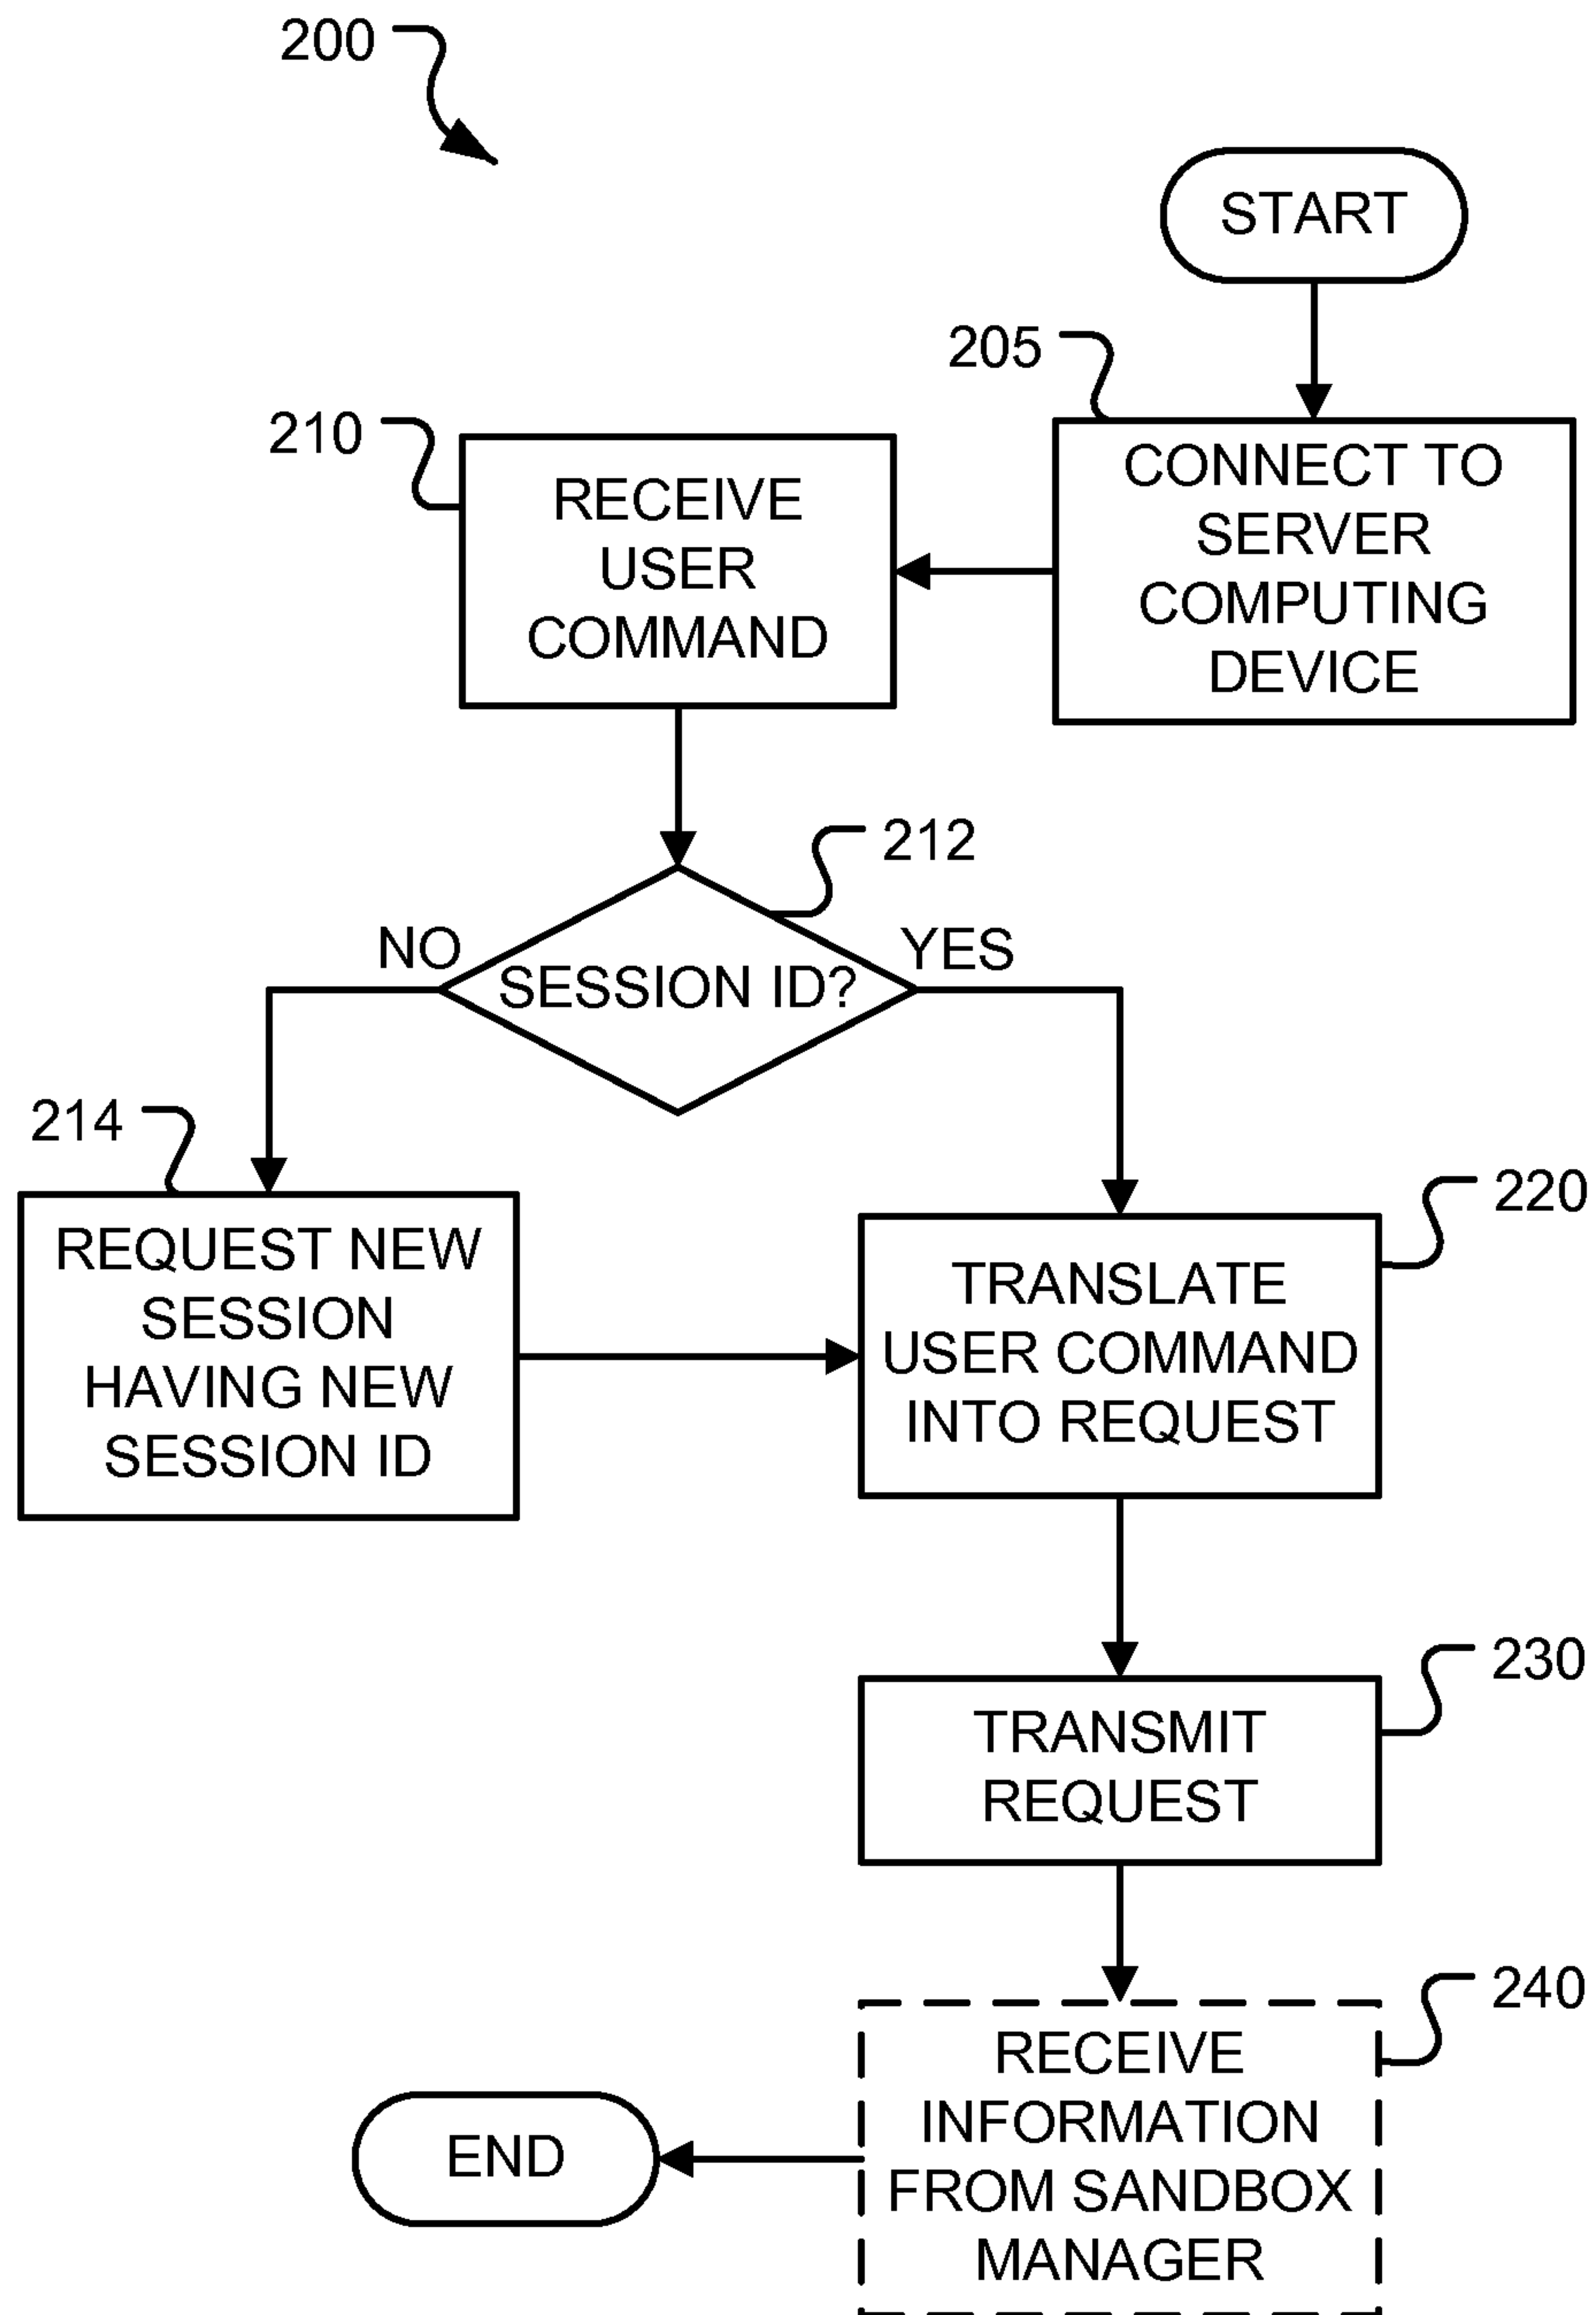 200
START
205
CONNECT TO
SERVER
COMPUTING
DEVICE
210
RECEIVE
USER
COMMAND
212
NO
SESSION ID?
YES
214
REQUEST NEW
SESSION
HAVING NEW
SESSION ID
220
TRANSLATE
USER COMMAND
INTO REQUEST
230
TRANSMIT
REQUEST
240
RECEIVE
INFORMATION
FROM SANDBOX
MANAGER
END